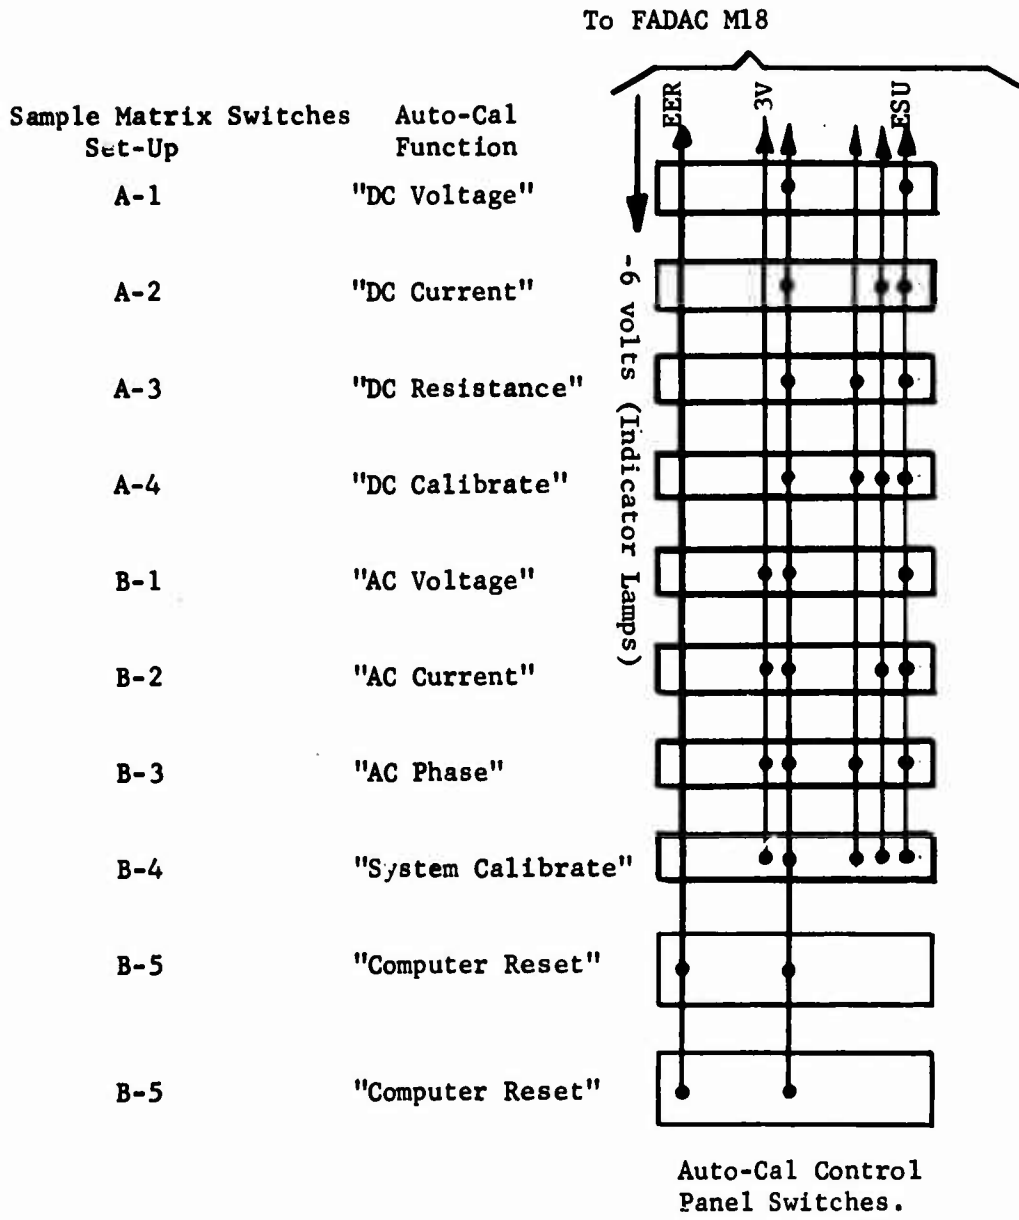 To FADAC M18
EER
3V
ESU
Sample Matrix Switches Auto-Cal
Set-Up Function
A-1 "DC Voltage"
A-2 "DC Current"
A-3 "DC Resistance"
A-4 "DC Calibrate"
B-1 "AC Voltage"
B-2 "AC Current"
B-3 "AC Phase"
B-4 "System Calibrate"
B-5 "Computer Reset"
B-5 "Computer Reset"
-6 volts (Indicator Lamps)
Auto-Cal Control
Panel Switches.